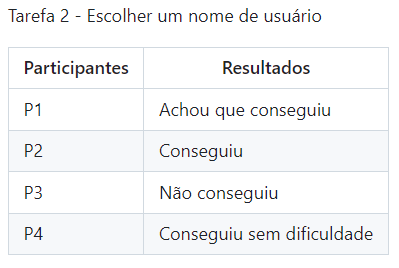 Tarefa 2 - Escolher um nome de usuário
Participantes Resultados
P1 Achou que conseguiu
P2 Conseguiu
P3 Não conseguiu
P4 Conseguiu sem dificuldade